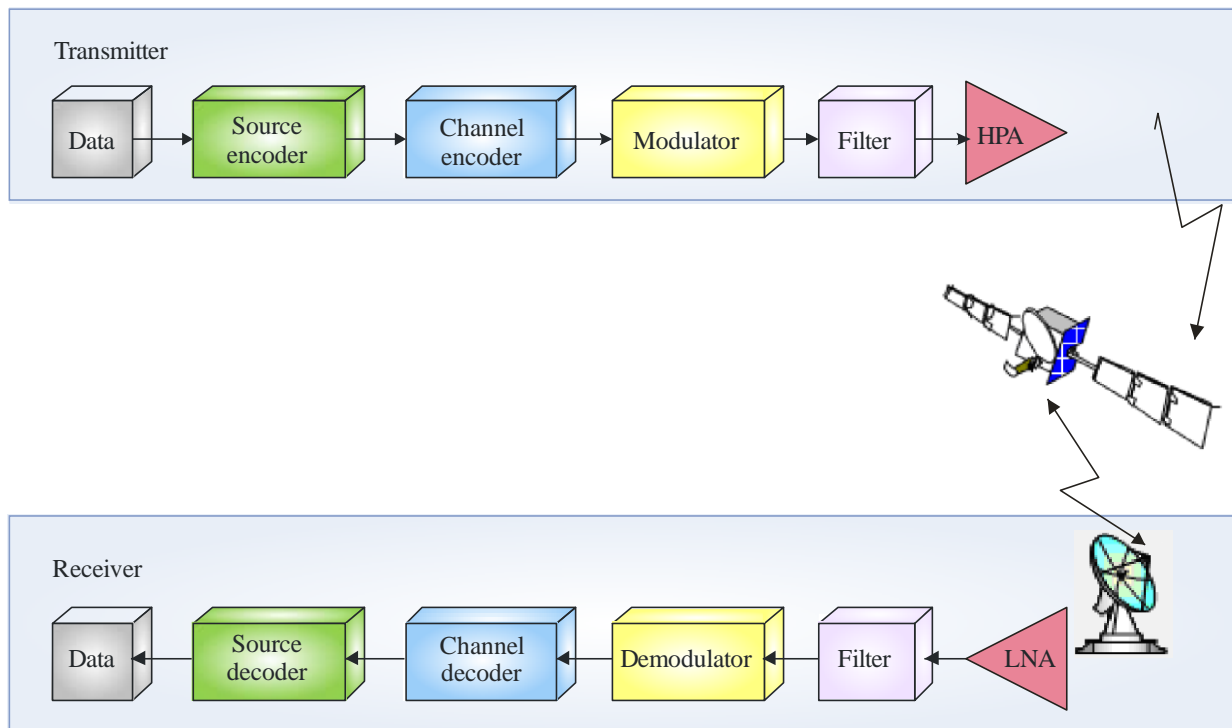 Transmitter
Data
Source
encoder
Channel
encoder
Modulator
Filter
HPA
Receiver
Data
Source
decoder
Channel
decoder
Demodulator
Filter
LNA